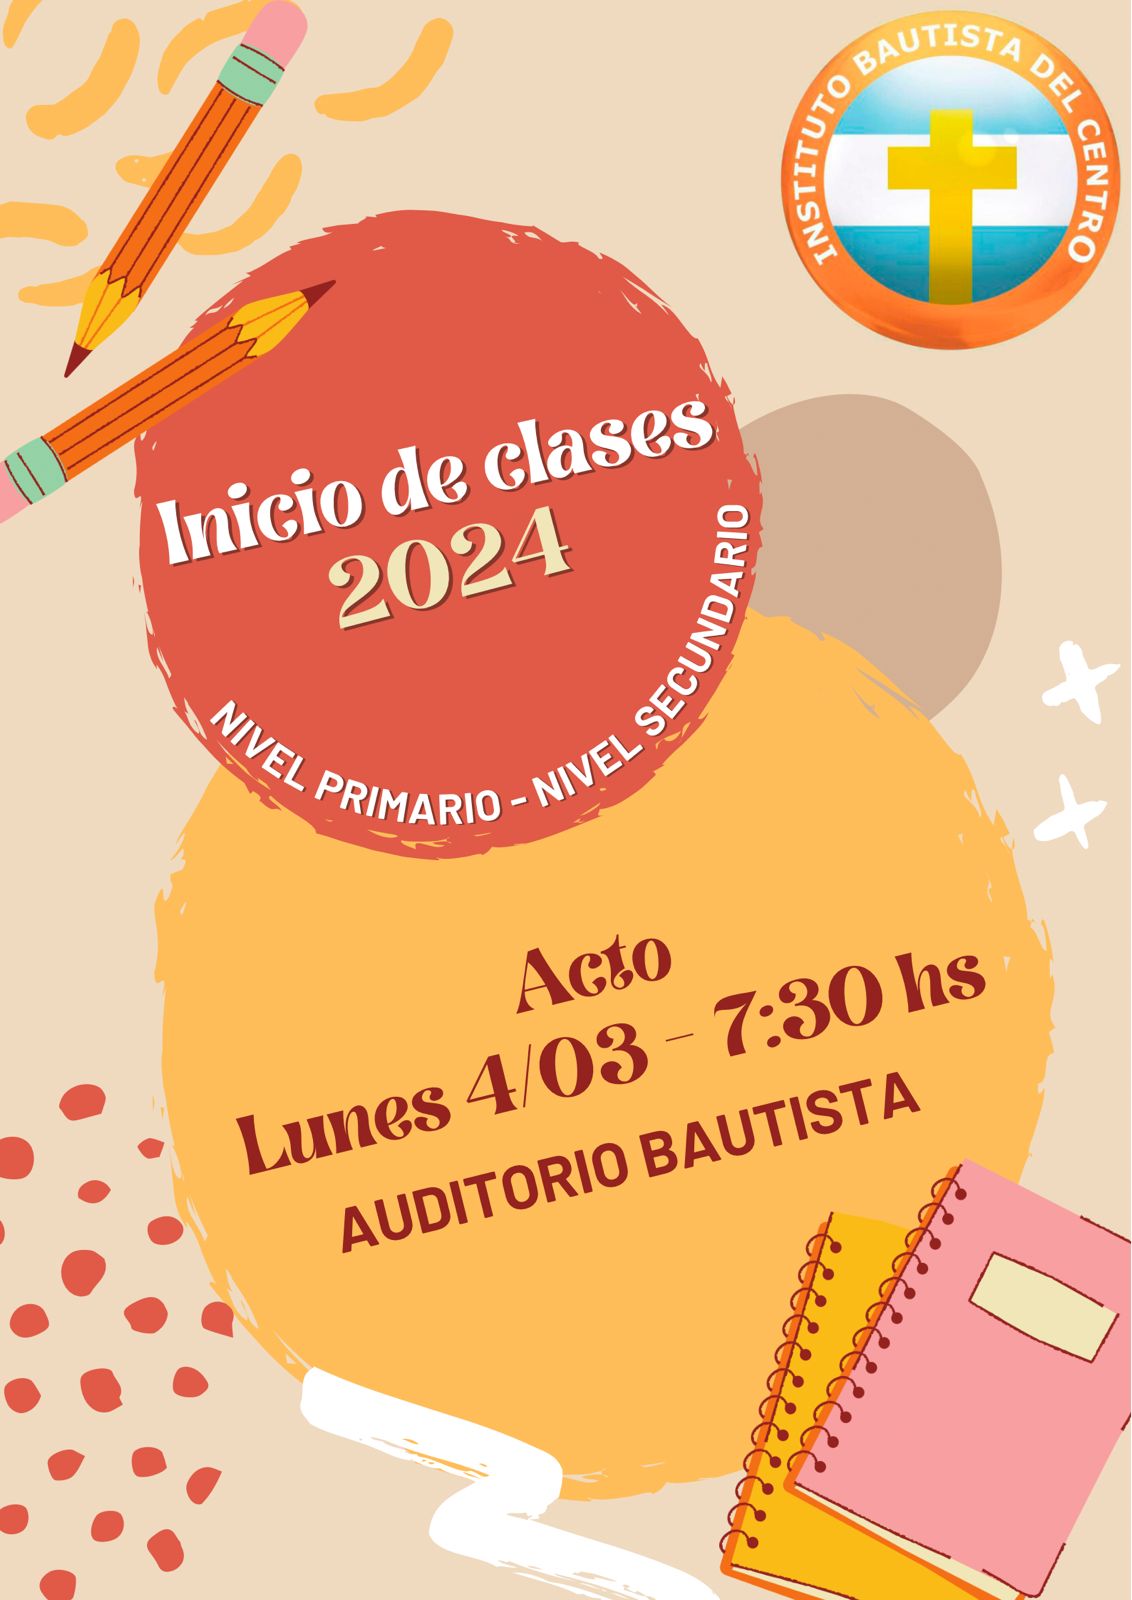 INSTITUTO BAUTISTA DEL CENTRO
Inicio de clases
2024
NIVEL PRIMARIO - NIVEL SECUNDARIO
Acto
Lunes 4/03 - 7:30 hs
AUDITORIO BAUTISTA